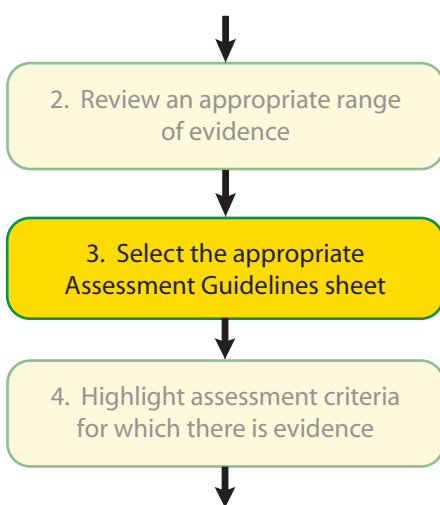 2. Review an appropriate range
of evidence
3. Select the appropriate
Assessment Guidelines sheet
4. Highlight assessment criteria
for which there is evidence